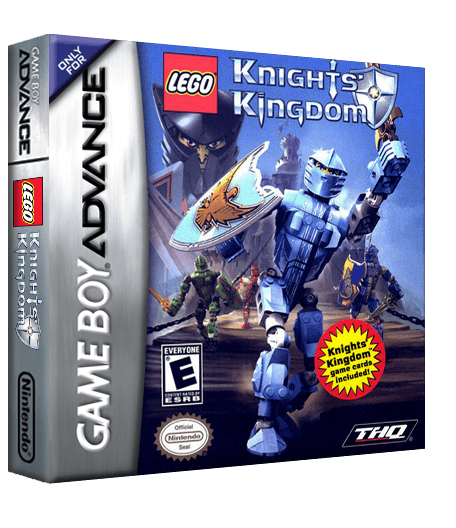 GAME BOY
ADVANCE
LEGO
Knights'
Kingdom
Nintendo®
ONLY
FOR
GAME BOY ADVANCE
LEGO
Knights'
Kingdom
EVERYONE
E
CONTENT RATED BY
ESRB
Official
Nintendo
Seal
Knights'
Kingdom™
game cards
included!
THQ®